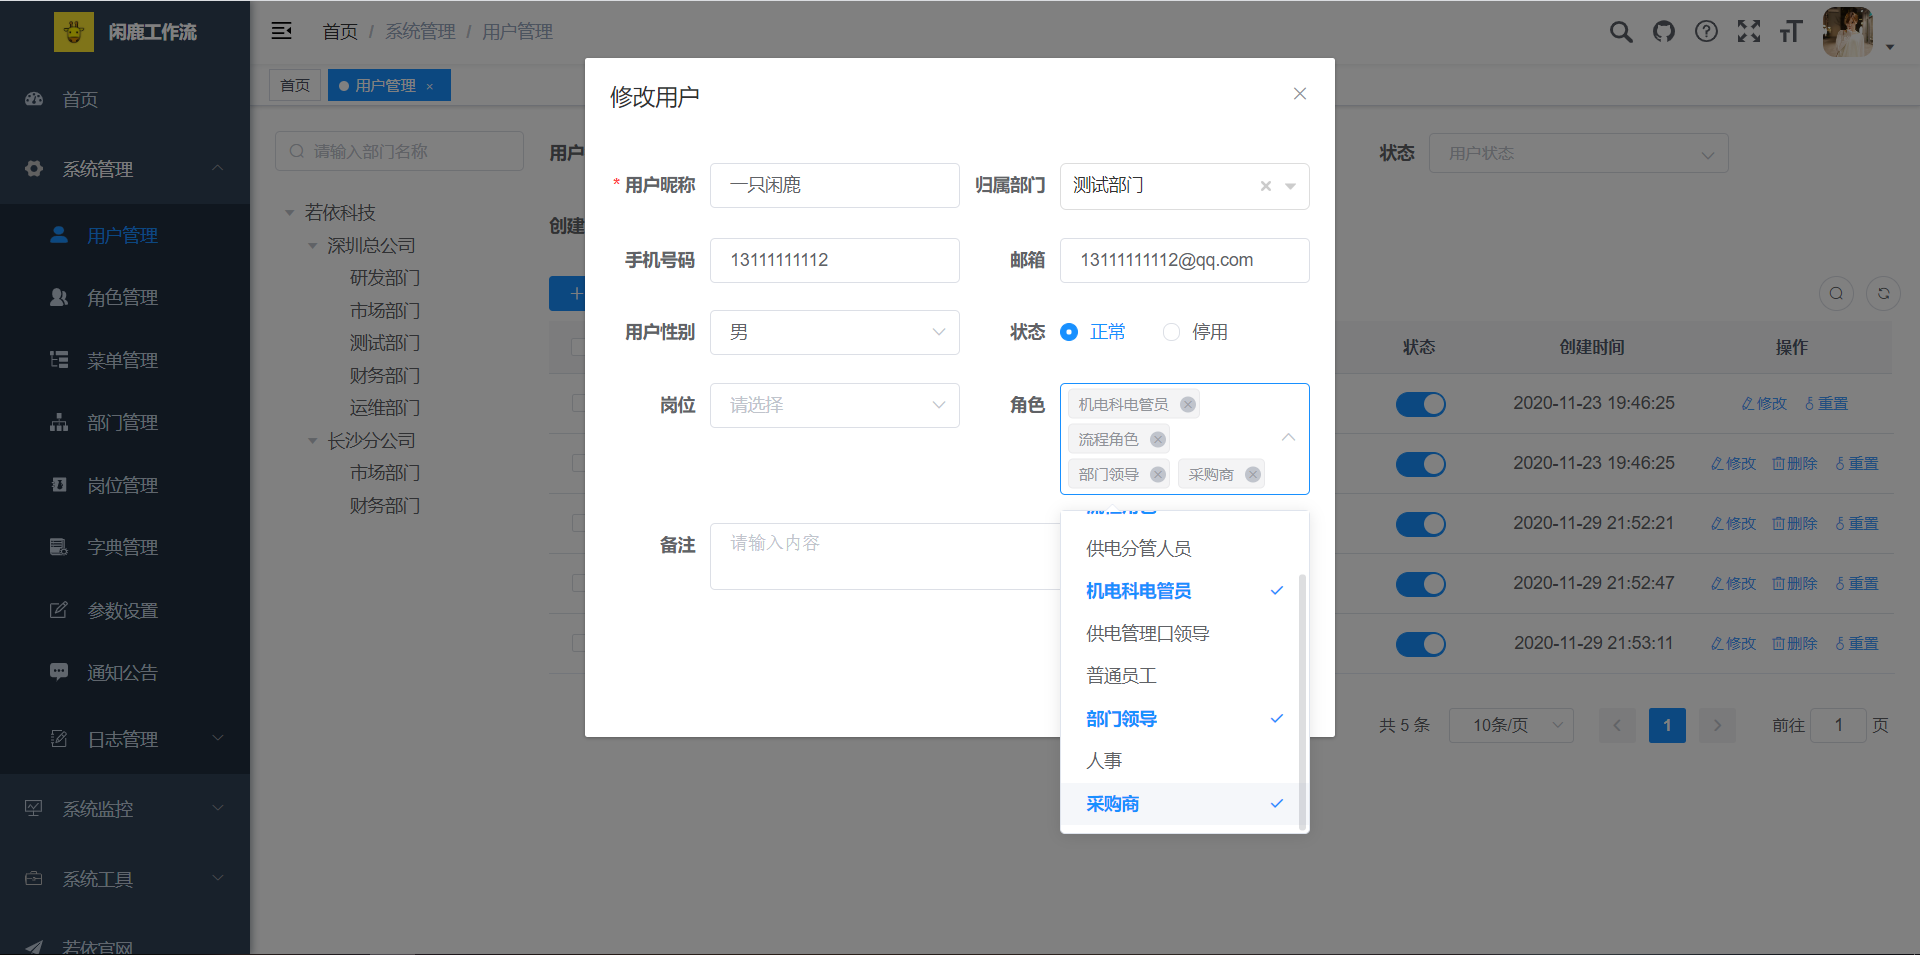 闲鹿工作流
首页
系统管理
用户管理
角色管理
菜单管理
部门管理
岗位管理
字典管理
参数设置
通知公告
日志管理
系统监控
系统工具
若依官网
首页 / 系统管理 / 用户管理
首页
用户管理 ×
请输入部门名称
若依科技
深圳总公司
研发部门
市场部门
测试部门
财务部门
运维部门
长沙分公司
市场部门
财务部门
用户
状态 用户状态
创建
修改用户
* 用户昵称 一只闲鹿
归属部门 测试部门
手机号码 13111111112
邮箱 13111111112@qq.com
用户性别 男
状态 正常 停用
岗位 请选择
角色 机电科电管员
流程角色
部门领导 采购商
备注 请输入内容
流程角色
供电分管人员
机电科电管员
供电管理口领导
普通员工
部门领导
人事
采购商
状态 创建时间 操作
2020-11-23 19:46:25 修改 重置
2020-11-23 19:46:25 修改 删除 重置
2020-11-29 21:52:21 修改 删除 重置
2020-11-29 21:52:47 修改 删除 重置
2020-11-29 21:53:11 修改 删除 重置
共 5 条 10条/页 1 前往 1 页